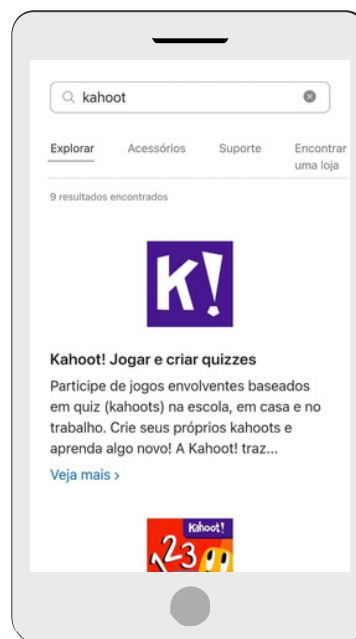 kahoot
Explorar Acessórios Suporte Encontrar
uma loja
9 resultados encontrados
K!
Kahoot! Jogar e criar quizzes
Participe de jogos envolventes baseados
em quiz (kahoots) na escola, em casa e no
trabalho. Crie seus próprios kahoots e
aprenda algo novo! A Kahoot! traz...
Veja mais >
Kahoot!
123